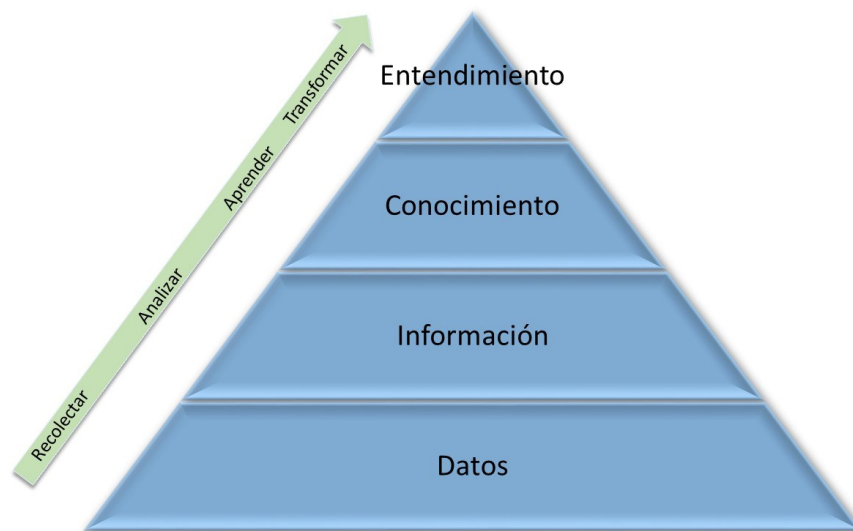 Entendimiento
Conocimiento
Información
Datos
Transformar
Aprender
Analizar
Recolectar